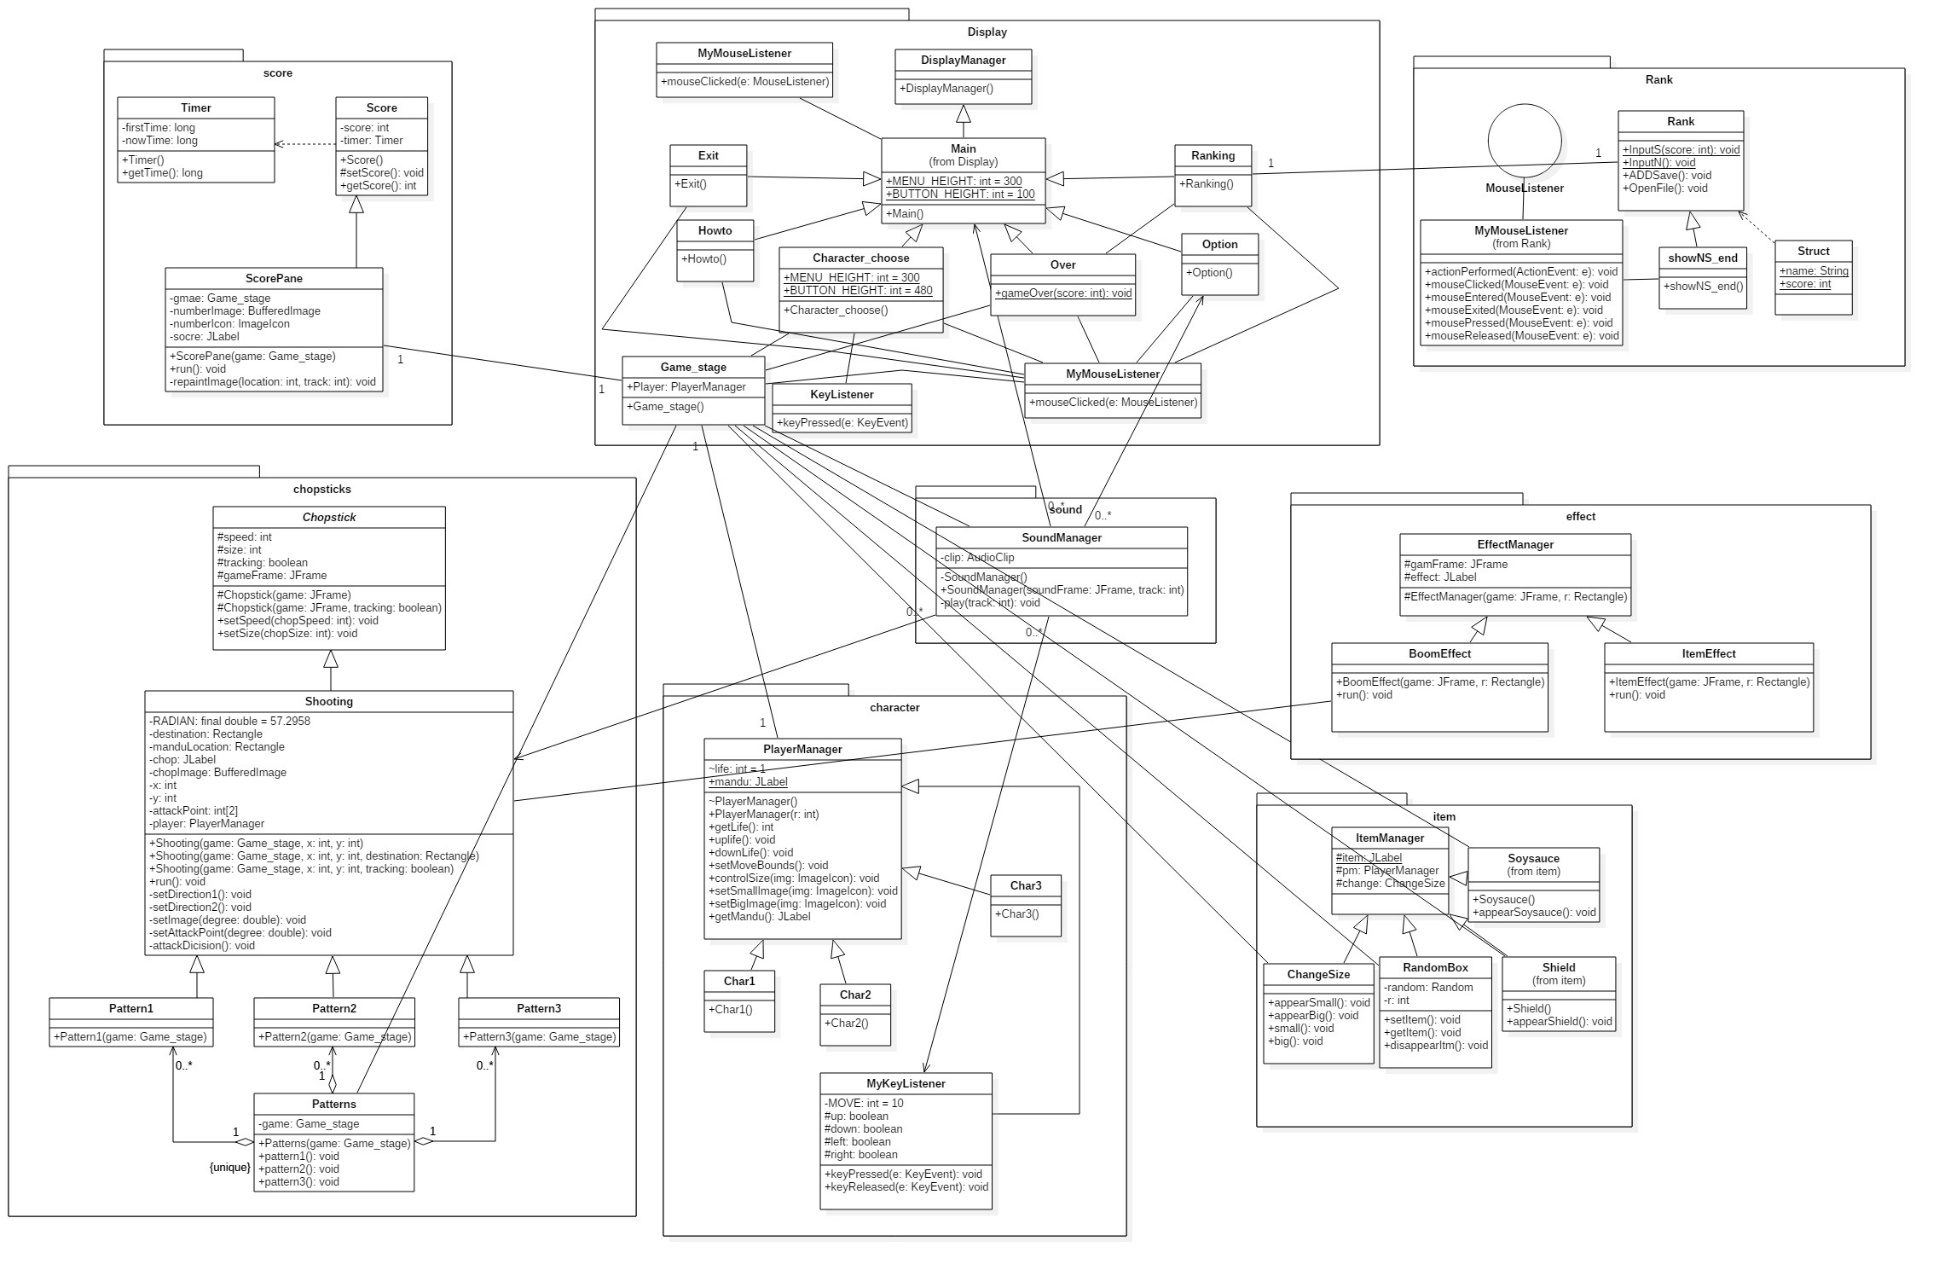 score
Timer
-firstTime: long
-nowTime: long
+Timer()
+getTime(): long
Score
-score: int
-timer: Timer
+Score()
#setScore(): void
+getScore(): int
ScorePane
-gmae: Game_stage
-numberImage: BufferedImage
-numberIcon: ImageIcon
-socre: JLabel
+ScorePane(game: Game_stage)
+run(): void
-repaintImage(location: int, track: int): void
1
1
Display
MyMouseListener
+mouseClicked(e: MouseListener)
DisplayManager
+DisplayManager()
Main
(from Display)
+MENU_HEIGHT: int = 300
+BUTTON_HEIGHT: int = 100
+Main()
Exit
+Exit()
Ranking
+Ranking()
1
1
Howto
+Howto()
Character_choose
+MENU_HEIGHT: int = 300
+BUTTON_HEIGHT: int = 480
+Character_choose()
Over
+gameOver(score: int): void
Option
+Option()
Game_stage
+Player: PlayerManager
+Game_stage()
1
KeyListener
+keyPressed(e: KeyEvent)
MyMouseListener
+mouseClicked(e: MouseListener)
Rank
MouseListener
Rank
+InputS(score: int): void
+InputN(): void
+ADDSave(): void
+OpenFile(): void
MyMouseListener
(from Rank)
+actionPerformed(ActionEvent: e): void
+mouseClicked(MouseEvent: e): void
+mouseEntered(MouseEvent: e): void
+mouseExited(MouseEvent: e): void
+mousePressed(MouseEvent: e): void
+mouseReleased(MouseEvent: e): void
showNS_end
+showNS_end()
Struct
+name: String
+score: int
chopsticks
Chopstick
#speed: int
#size: int
#tracking: boolean
#gameFrame: JFrame
#Chopstick(game: JFrame)
#Chopstick(game: JFrame, tracking: boolean)
+setSpeed(chopSpeed: int): void
+setSize(chopSize: int): void
Shooting
-RADIAN: final double = 57.2958
-destination: Rectangle
-manduLocation: Rectangle
-chop: JLabel
-chopImage: BufferedImage
-x: int
-y: int
-attackPoint: int[2]
-player: PlayerManager
+Shooting(game: Game_stage, x: int, y: int)
+Shooting(game: Game_stage, x: int, y: int, destination: Rectangle)
+Shooting(game: Game_stage, x: int, y: int, tracking: boolean)
+run(): void
-setDirection1(): void
-setDirection2(): void
-setImage(degree: double): void
-setAttackPoint(degree: double): void
-attackDicision(): void
Pattern1
+Pattern1(game: Game_stage)
Pattern2
+Pattern2(game: Game_stage)
Pattern3
+Pattern3(game: Game_stage)
0..*
0..*
0..*
1
1
1
{unique}
Patterns
-game: Game_stage
+Patterns(game: Game_stage)
+pattern1(): void
+pattern2(): void
+pattern3(): void
sound
0..*
0..*
SoundManager
-clip: AudioClip
-SoundManager()
+SoundManager(soundFrame: JFrame, track: int)
-play(track: int): void
0..*
0..*
character
1
PlayerManager
~life: int = 1
+mandu: JLabel
~PlayerManager()
+PlayerManager(r: int)
+getLife(): int
+uplife(): void
+downLife(): void
+setMoveBounds(): void
+controlSize(img: ImageIcon): void
+setSmallImage(img: ImageIcon): void
+setBigImage(img: ImageIcon): void
+getMandu(): JLabel
Char3
+Char3()
Char1
+Char1()
Char2
+Char2()
MyKeyListener
-MOVE: int = 10
#up: boolean
#down: boolean
#left: boolean
#right: boolean
+keyPressed(e: KeyEvent): void
+keyReleased(e: KeyEvent): void
effect
EffectManager
#gamFrame: JFrame
#effect: JLabel
#EffectManager(game: JFrame, r: Rectangle)
BoomEffect
+BoomEffect(game: JFrame, r: Rectangle)
+run(): void
ItemEffect
+ItemEffect(game: JFrame, r: Rectangle)
+run(): void
item
ItemManager
#item: JLabel
#pm: PlayerManager
#change: ChangeSize
Soysauce
(from item)
+Soysauce()
+appearSoysauce(): void
ChangeSize
+appearSmall(): void
+appearBig(): void
+small(): void
+big(): void
RandomBox
-random: Random
-r: int
+setItem(): void
+getItem(): void
+disappearItm(): void
Shield
(from item)
+Shield()
+appearShield(): void